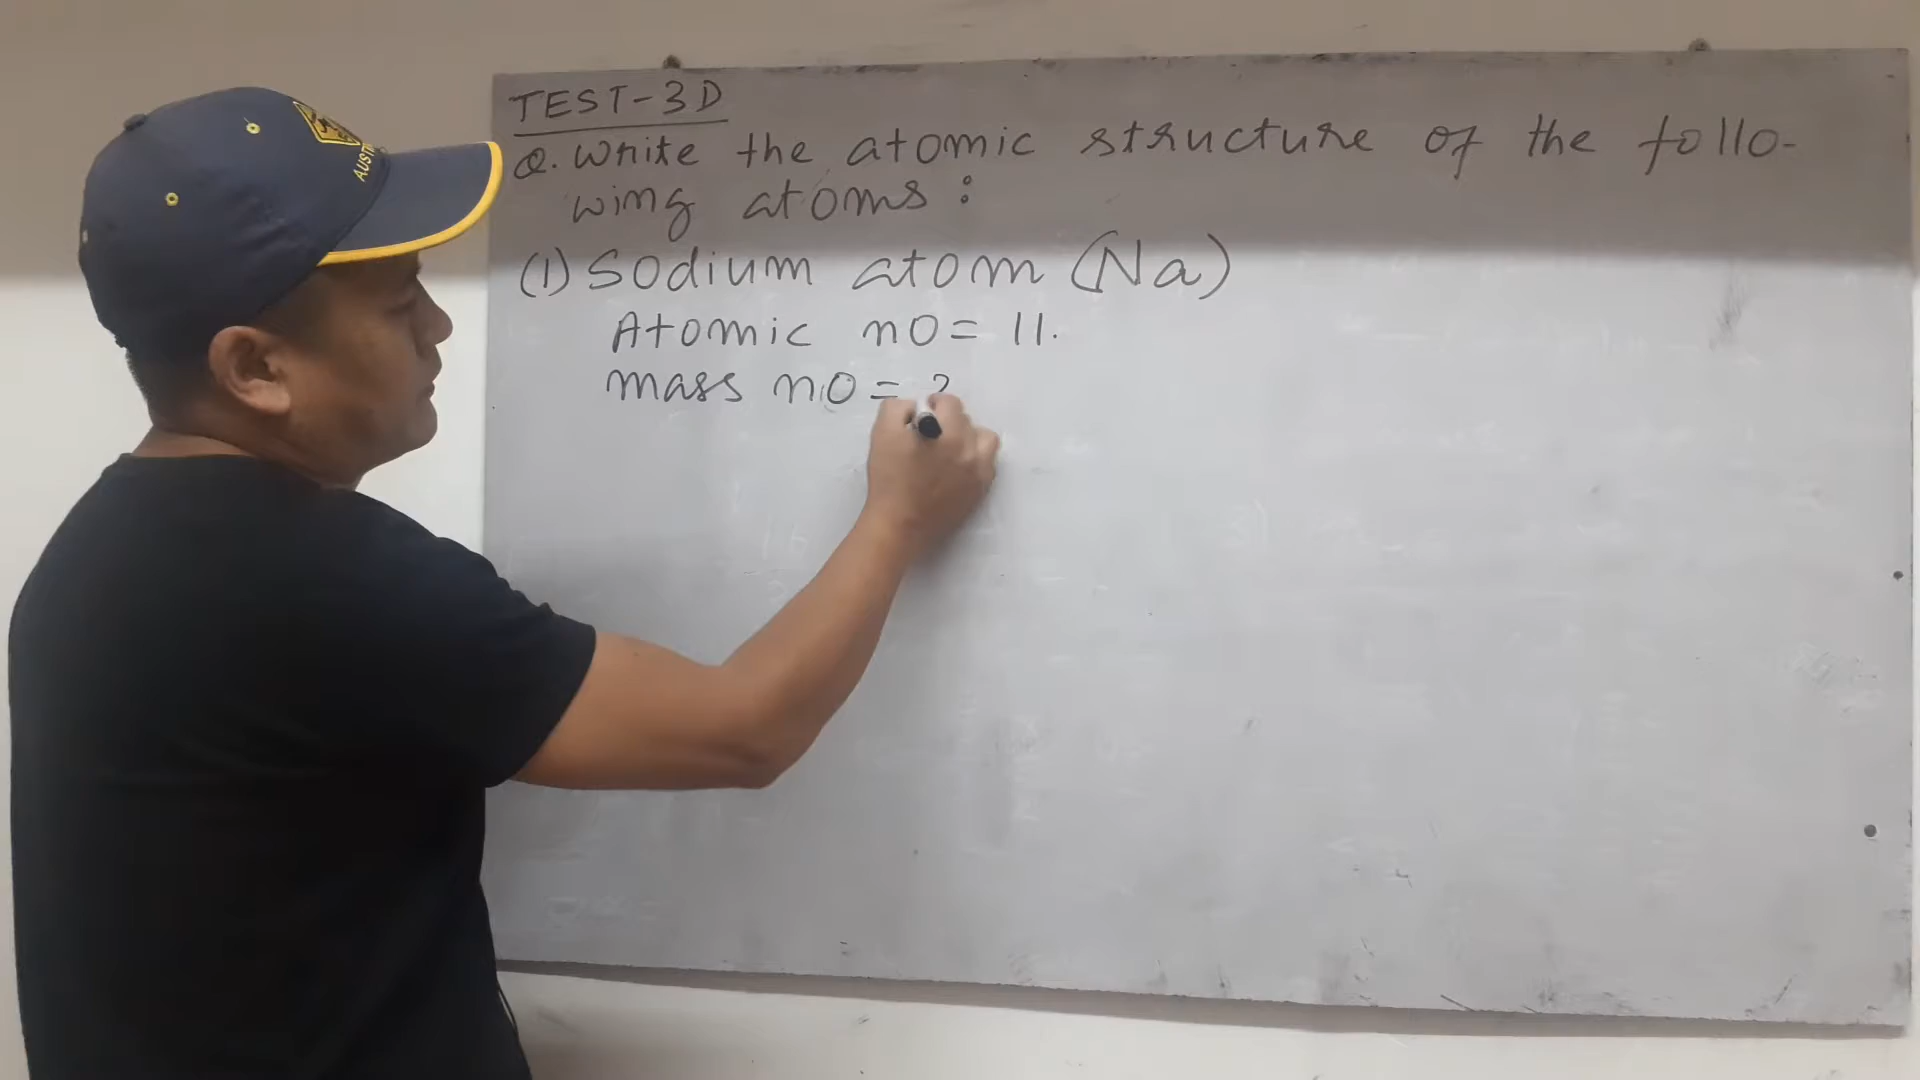 TEST-3D
Q. Write the atomic structure of the follo-
wing atoms:
(1) Sodium atom (Na)
Atomic no = 11.
mass no =